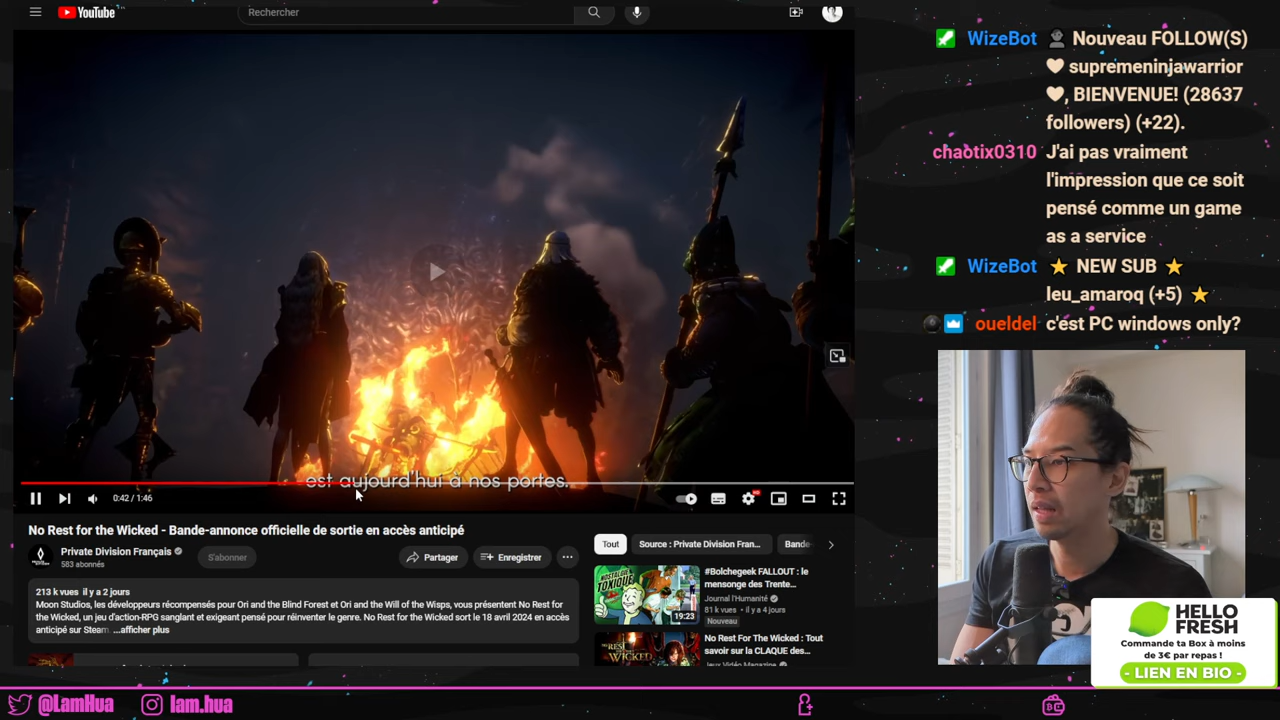 YouTube
Rechercher
est aujourd'hui à nos portes.
0:42 / 1:46
No Rest for the Wicked - Bande-annonce officielle de sortie en accès anticipé
Private Division Français
583 abonnés
S'abonner
Partager
Enregistrer
213 k vues il y a 2 jours
Moon Studios, les développeurs récompensés pour Ori and the Blind Forest et Ori and the Will of the Wisps, vous présentent No Rest for
the Wicked, un jeu d'action-RPG sanglant et exigeant pensé pour réinventer le genre. No Rest for the Wicked sort le 18 avril 2024 en accès
anticipé sur Steam. ...afficher plus
Tout
Source : Private Division Fran...
Bande-
NOSTALGIE
TOXIQUE
19:23
#Bolchegeek FALLOUT : le
mensonge des Trente...
Journal l'Humanité
81 k vues • il y a 4 jours
Nouveau
No Rest For The Wicked : Tout
savoir sur la CLAQUE des...
Jeux Vidéo Magazine
WizeBot Nouveau FOLLOW(S)
supremeninjawarrior
, BIENVENUE! (28637
followers) (+22).
chaotix0310 J'ai pas vraiment
l'impression que ce soit
pensé comme un game
as a service
WizeBot NEW SUB
leu_amaroq (+5)
oueldel c'est PC windows only?
HELLO
FRESH
Commande ta Box à moins
de 3€ par repas !
- LIEN EN BIO -
@LamHua
lam.hua